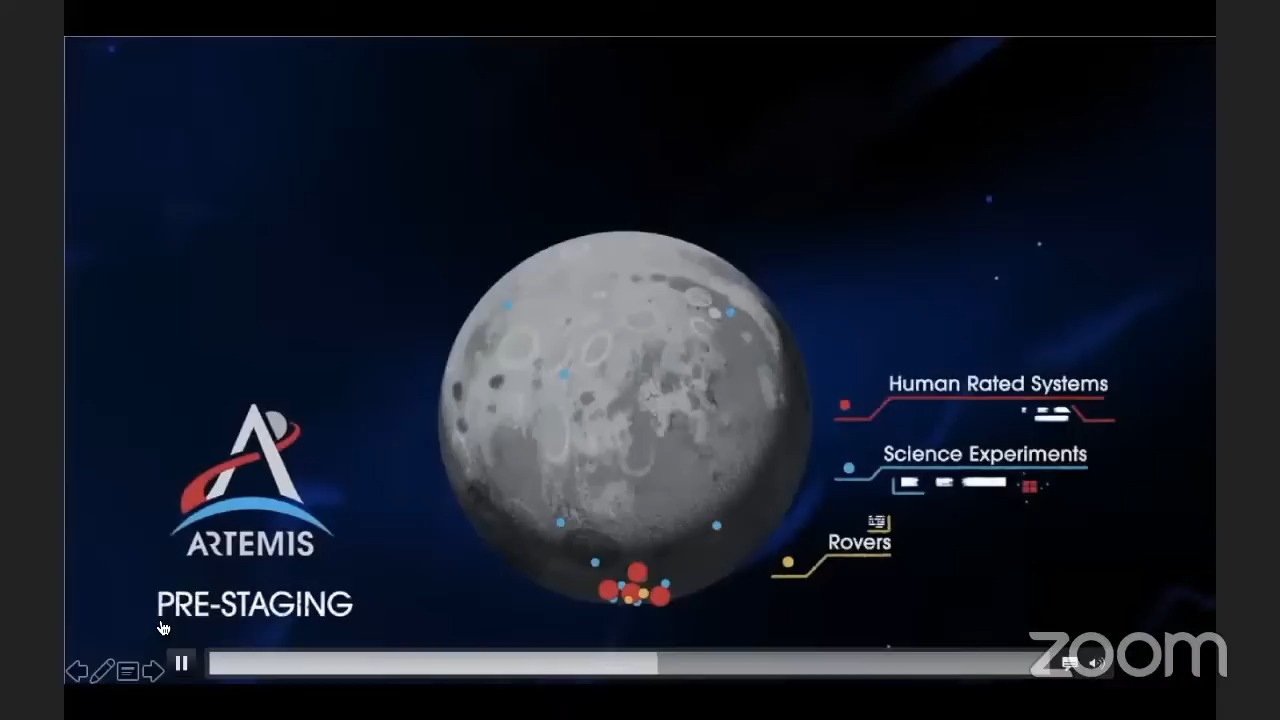 Human Rated Systems
Science Experiments
Rovers
ARTEMIS
PRE-STAGING
zoom